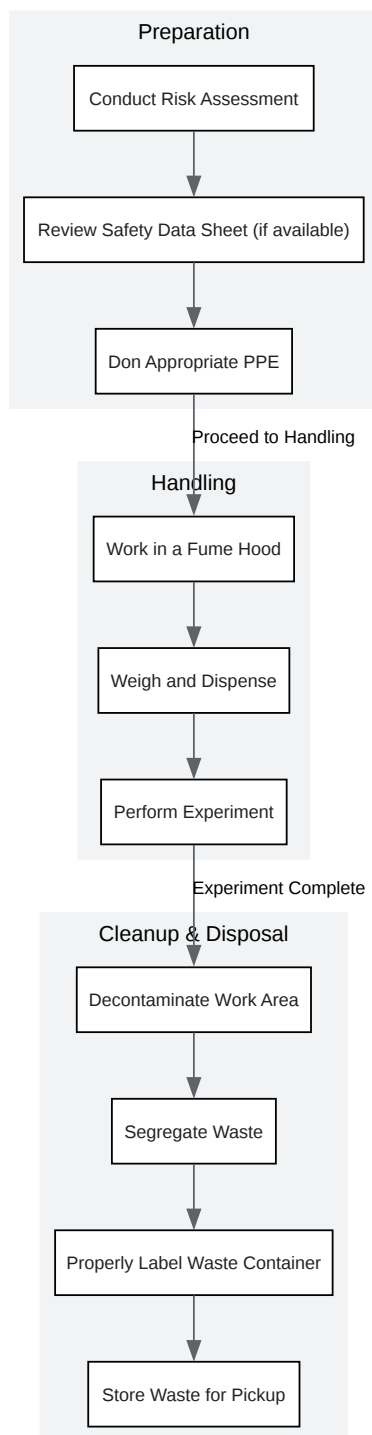 Preparation
Conduct Risk Assessment
Review Safety Data Sheet (if available)
Don Appropriate PPE
Proceed to Handling
Handling
Work in a Fume Hood
Weigh and Dispense
Perform Experiment
Experiment Complete
Cleanup & Disposal
Decontaminate Work Area
Segregate Waste
Properly Label Waste Container
Store Waste for Pickup